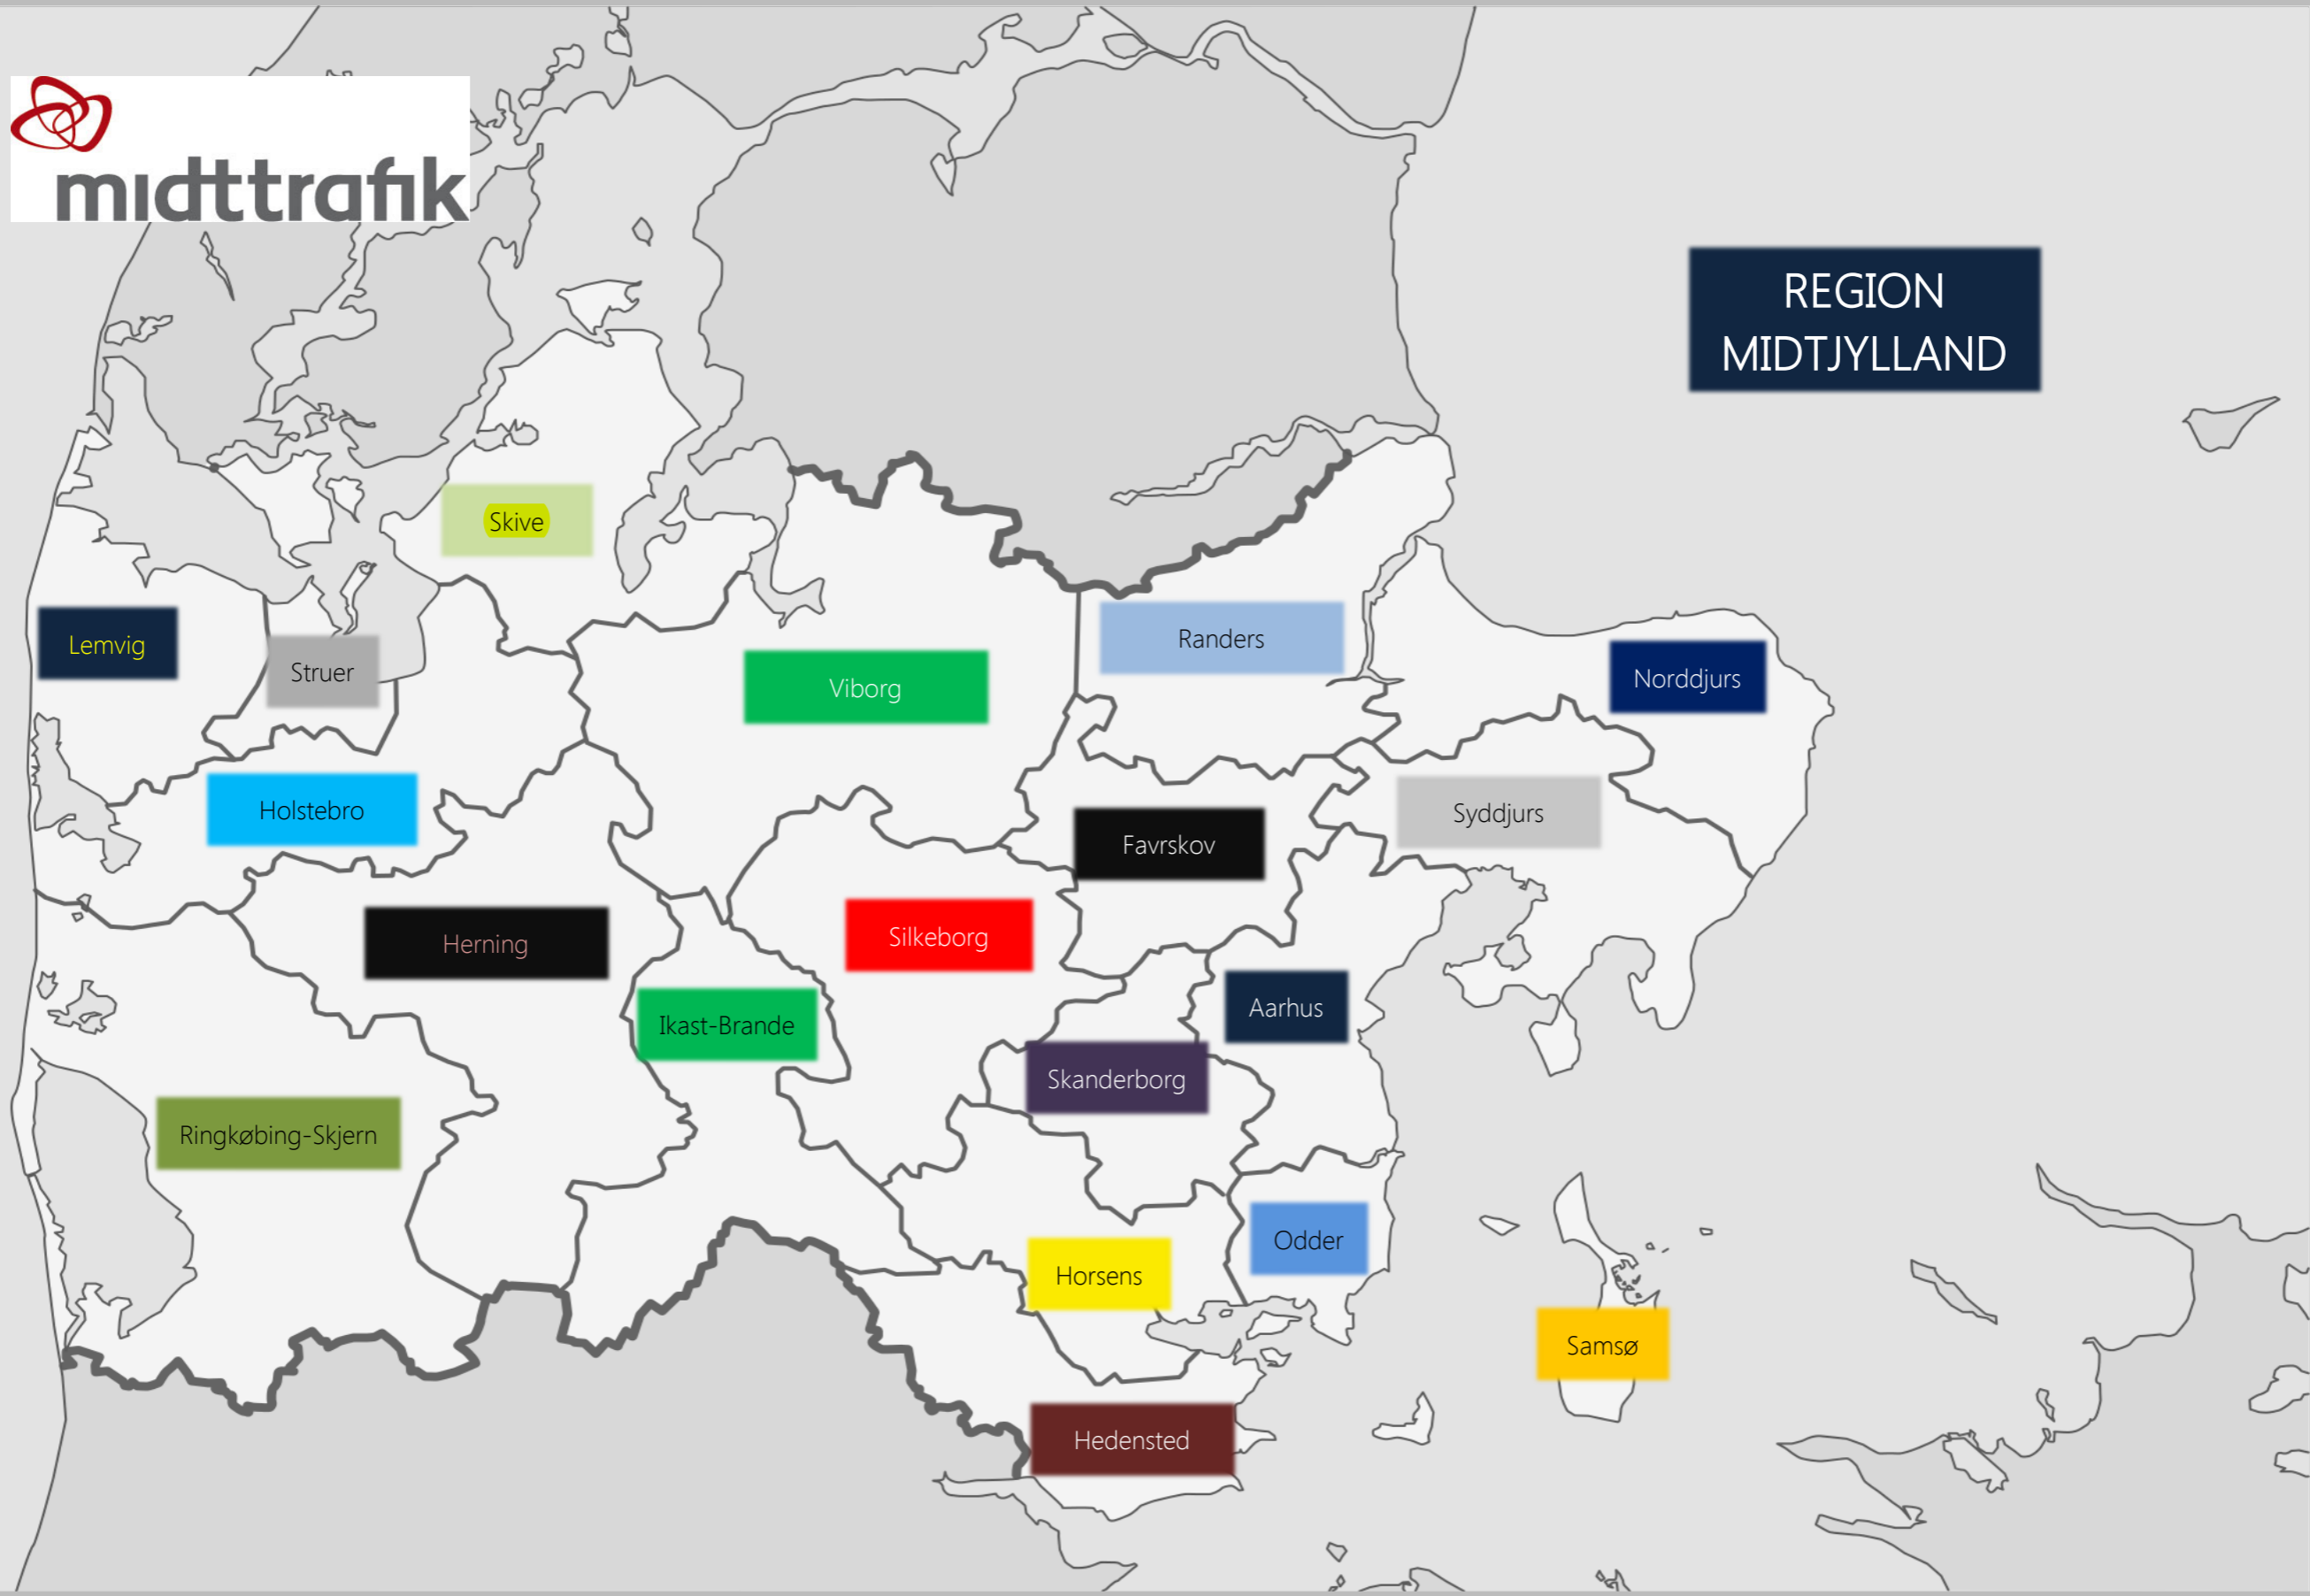 midttrafik
REGION
MIDTJYLLAND
Skive
Lemvig
Struer
Viborg
Randers
Norddjurs
Holstebro
Favrskov
Syddjurs
Herning
Silkeborg
Ikast-Brande
Aarhus
Skanderborg
Ringkøbing-Skjern
Odder
Horsens
Samsø
Hedensted